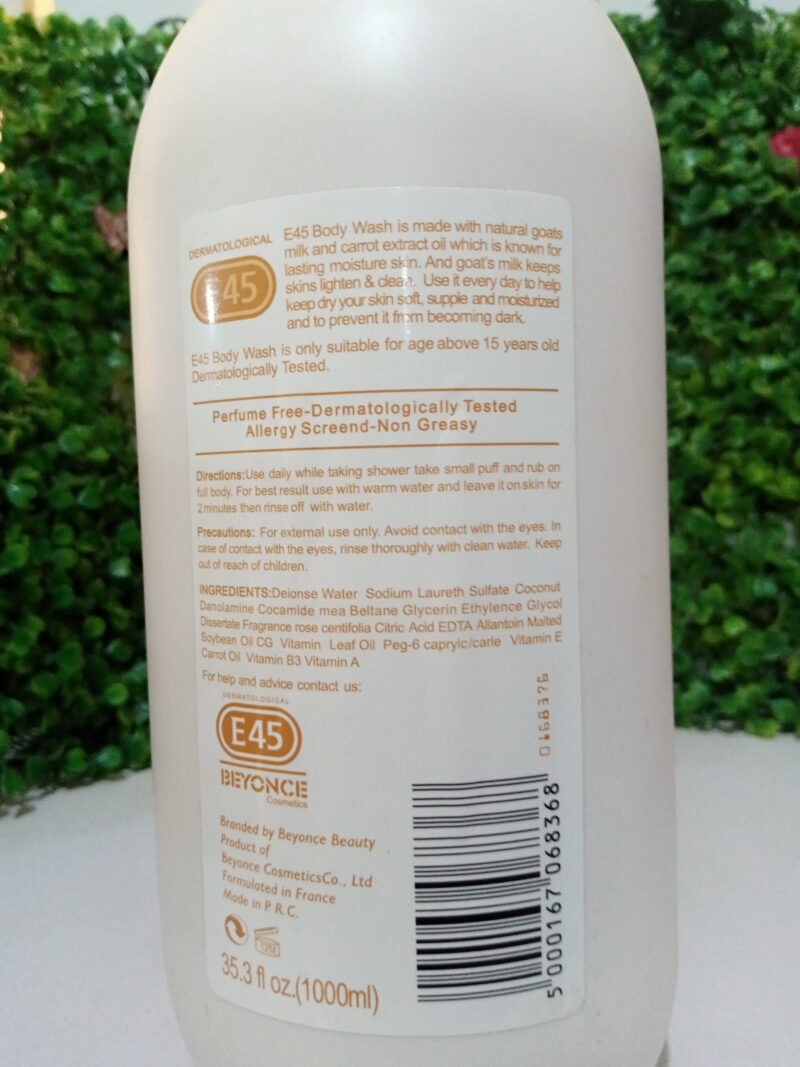 DERMATOLOGICAL
E45
E45 Body Wash is made with natural goats
milk and carrot extract oil which is known for
lasting moisture skin. And goat's milk keeps
skins lighten & clean. Use it every day to help
keep dry your skin soft, supple and moisturized
and to prevent it from becoming dark.
E45 Body Wash is only suitable for age above 15 years old
Dermatologically Tested.
Perfume Free-Dermatologically Tested
Allergy Screend-Non Greasy
Directions:Use daily while taking shower take small puff and rub on
full body. For best result use with warm water and leave it on skin for
2 minutes then rinse off with water.
Precautions: For external use only. Avoid contact with the eyes. In
case of contact with the eyes, rinse thoroughly with clean water. Keep
out of reach of children.
INGREDIENTS:Deionse Water Sodium Laureth Sulfate Coconut
Danolamine Cocamide mea Beltane Glycerin Ethylence Glycol
Dissertate Fragrance rose centifolia Citric Acid EDTA Allantoin Malted
Soybean Oil CG Vitamin Leaf Oil Peg-6 caprylc/carle Vitamin E
Carrot Oil Vitamin B3 Vitamin A
For help and advice contact us:
DERMATOLOGICAL
E45
BEYONCE
Cosmetics
Branded by Beyonce Beauty
Product of
Beyonce CosmeticsCo., Ltd
Formulated in France
Made in P.R.C.
12M
35.3 fl oz.(1000ml)
5 000167 068368